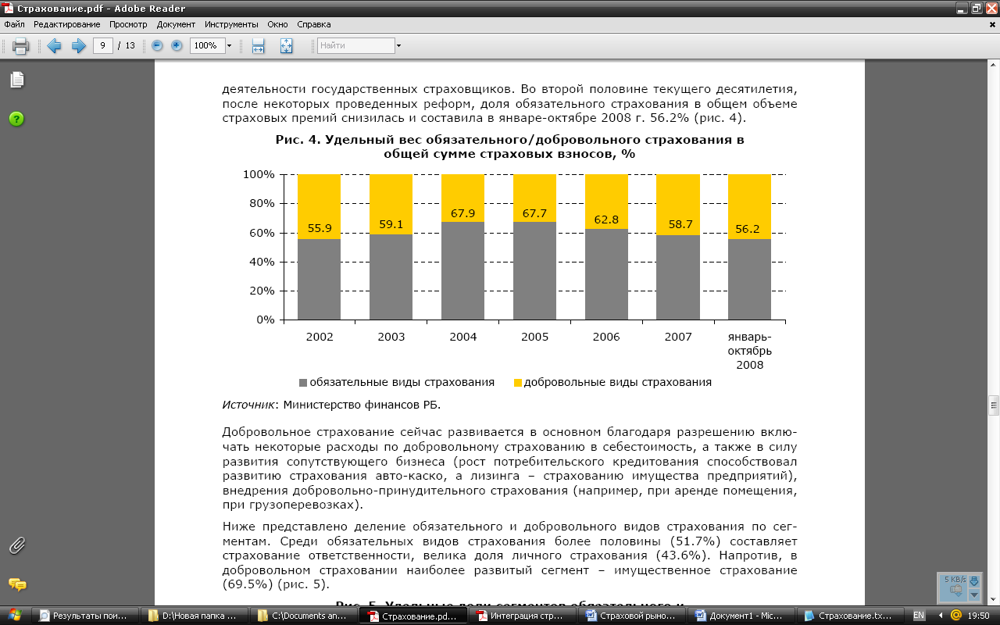 Страхование.pdf - Adobe Reader
Файл Редактирование Просмотр Документ Инструменты Окно Справка
9 / 13 100% Найти
деятельности государственных страховщиков. Во второй половине текущего десятилетия,
после некоторых проведенных реформ, доля обязательного страхования в общем объеме
страховых премий снизилась и составила в январе-октябре 2008 г. 56.2% (рис. 4).
Рис. 4. Удельный вес обязательного/добровольного страхования в
общей сумме страховых взносов, %
100%
80%
60%
40%
20%
0%
55.9 59.1 67.9 67.7 62.8 58.7 56.2
2002 2003 2004 2005 2006 2007 январь-
октябрь
2008
обязательные виды страхования добровольные виды страхования
Источник: Министерство финансов РБ.
Добровольное страхование сейчас развивается в основном благодаря разрешению вклю-
чать некоторые расходы по добровольному страхованию в себестоимость, а также в силу
развития сопутствующего бизнеса (рост потребительского кредитования способствовал
развитию страхования авто-каско, а лизинга – страхованию имущества предприятий),
внедрения добровольно-принудительного страхования (например, при аренде помещения,
при грузоперевозках).
Ниже представлено деление обязательного и добровольного видов страхования по сег-
ментам. Среди обязательных видов страхования более половины (51.7%) составляет
страхование ответственности, велика доля личного страхования (43.6%). Напротив, в
добровольном страховании наиболее развитый сегмент – имущественное страхование
(69.5%) (рис. 5).
Рис. 5. Удельные доли сегментов обязательного и
5 KB/s
Результаты пои... D:\Новая папка ... C:\Documents an... Страхование.pd... Интеграция стр... Страховой рыно... Документ1 - Mic... Страхование.tx... EN 19:50